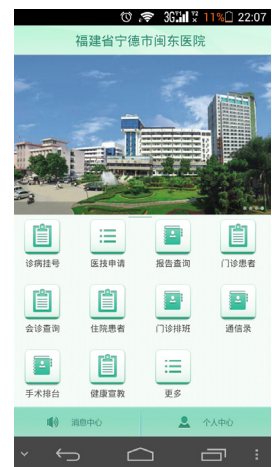 3G 11% 22:07
福建省宁德市闽东医院
诊病挂号 医技申请 报告查询 门诊患者
会诊查询 住院患者 门诊排班 通信录
手术排台 健康宣教 更多
消息中心 个人中心